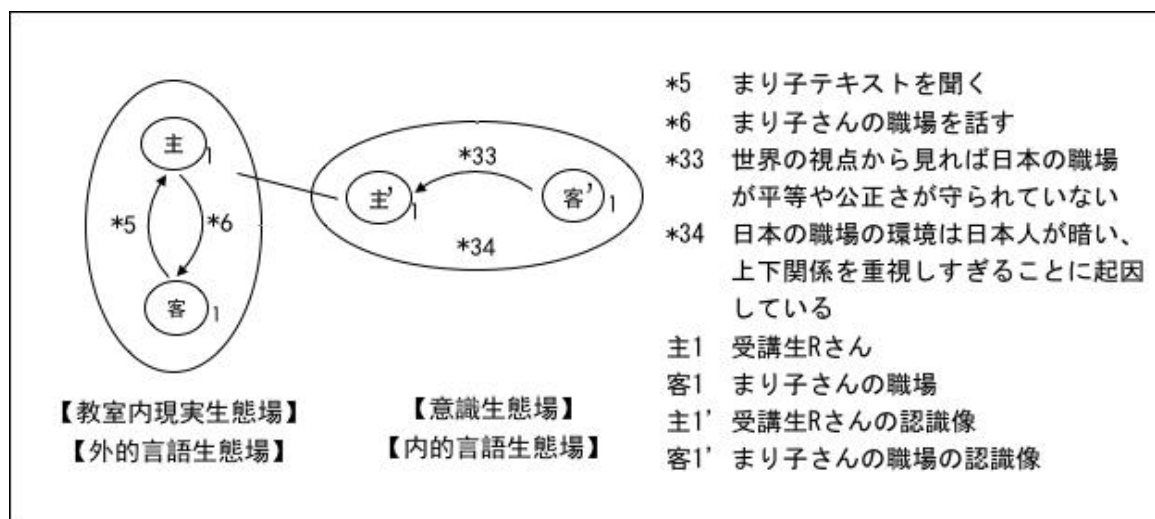 主1
*5
*6
客1
主'1
*33
客'1
*34
【教室内現実生態場】
【外的言語生態場】
【意識生態場】
【内的言語生態場】
*5 まり子テキストを聞く
*6 まり子さんの職場を話す
*33 世界の視点から見れば日本の職場
が平等や公正さが守られていない
*34 日本の職場の環境は日本人が暗い、
上下関係を重視しすぎることに起因
している
主1 受講生Rさん
客1 まり子さんの職場
主1’ 受講生Rさんの認識像
客1’ まり子さんの職場の認識像